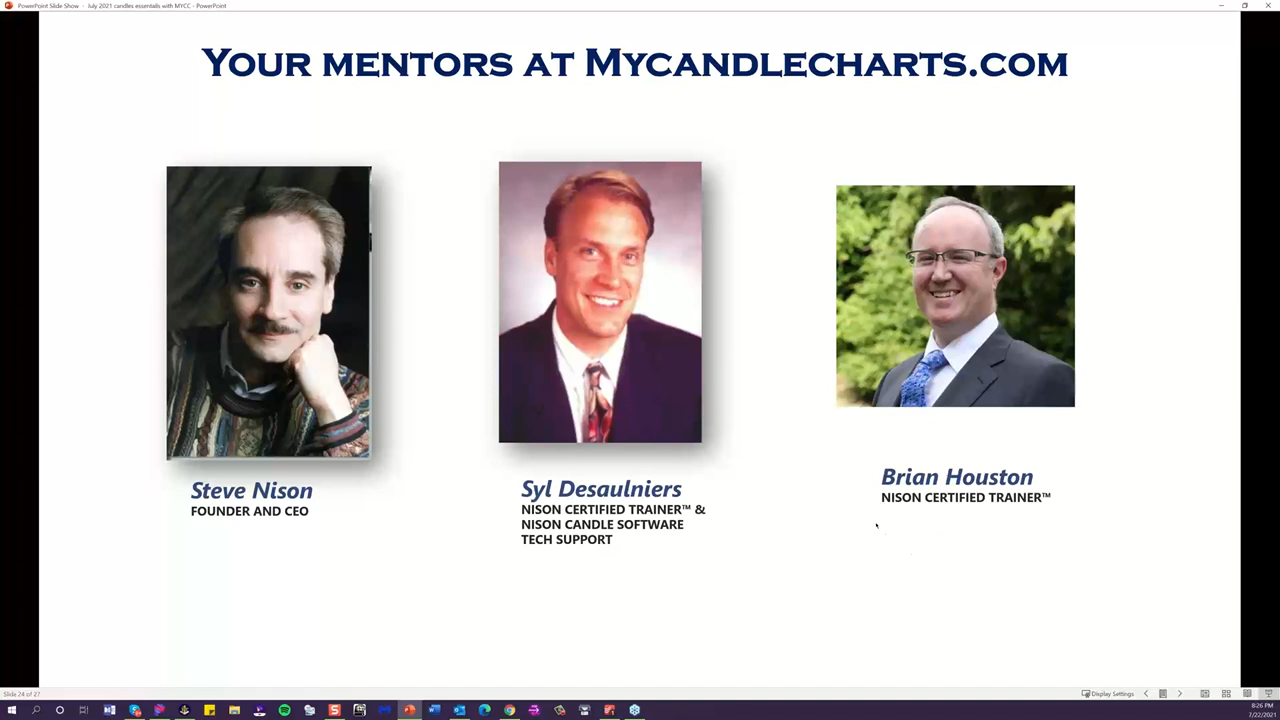 PowerPoint Slide Show - July 2021 candles essentails with MYCC - PowerPoint
YOUR MENTORS AT MYCANDLECHARTS.COM
Steve Nison
FOUNDER AND CEO
Syl Desaulniers
NISON CERTIFIED TRAINER™ &
NISON CANDLE SOFTWARE
TECH SUPPORT
Brian Houston
NISON CERTIFIED TRAINER™
Slide 24 of 27
Display Settings
8:26 PM
7/22/2021